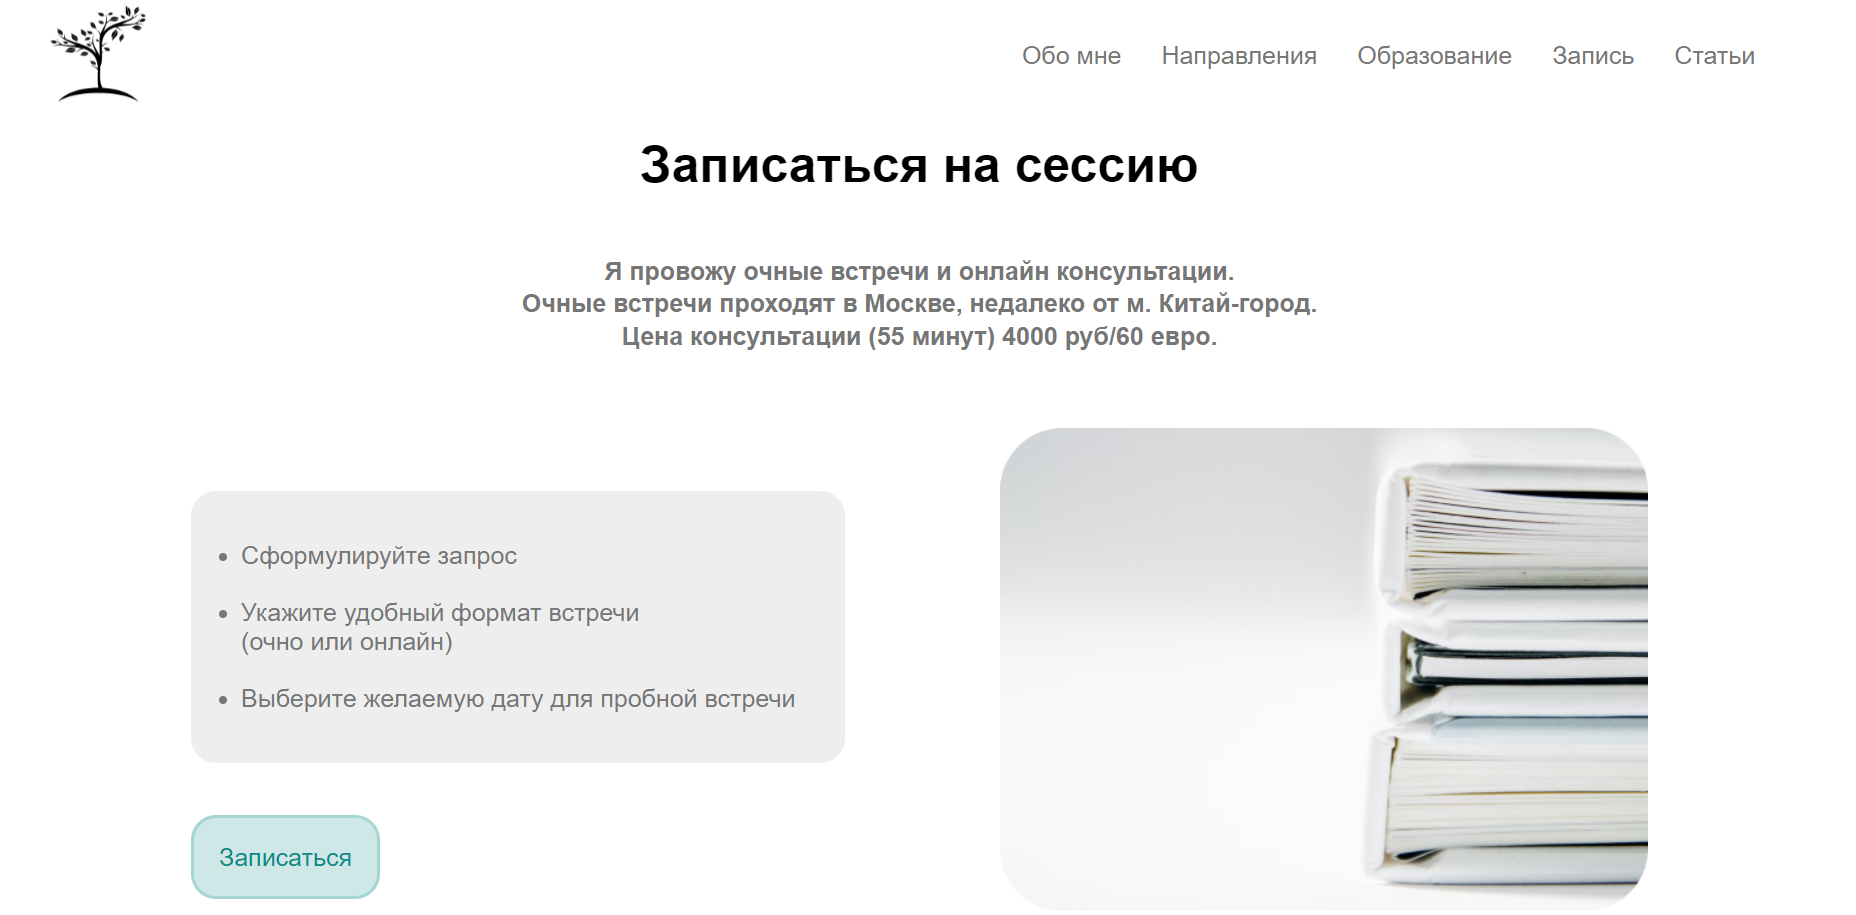 Обо мне Направления Образование Запись Статьи
Записаться на сессию
Я провожу очные встречи и онлайн консультации.
Очные встречи проходят в Москве, недалеко от м. Китай-город.
Цена консультации (55 минут) 4000 руб/60 евро.
• Сформулируйте запрос
• Укажите удобный формат встречи
(очно или онлайн)
• Выберите желаемую дату для пробной встречи
Записаться